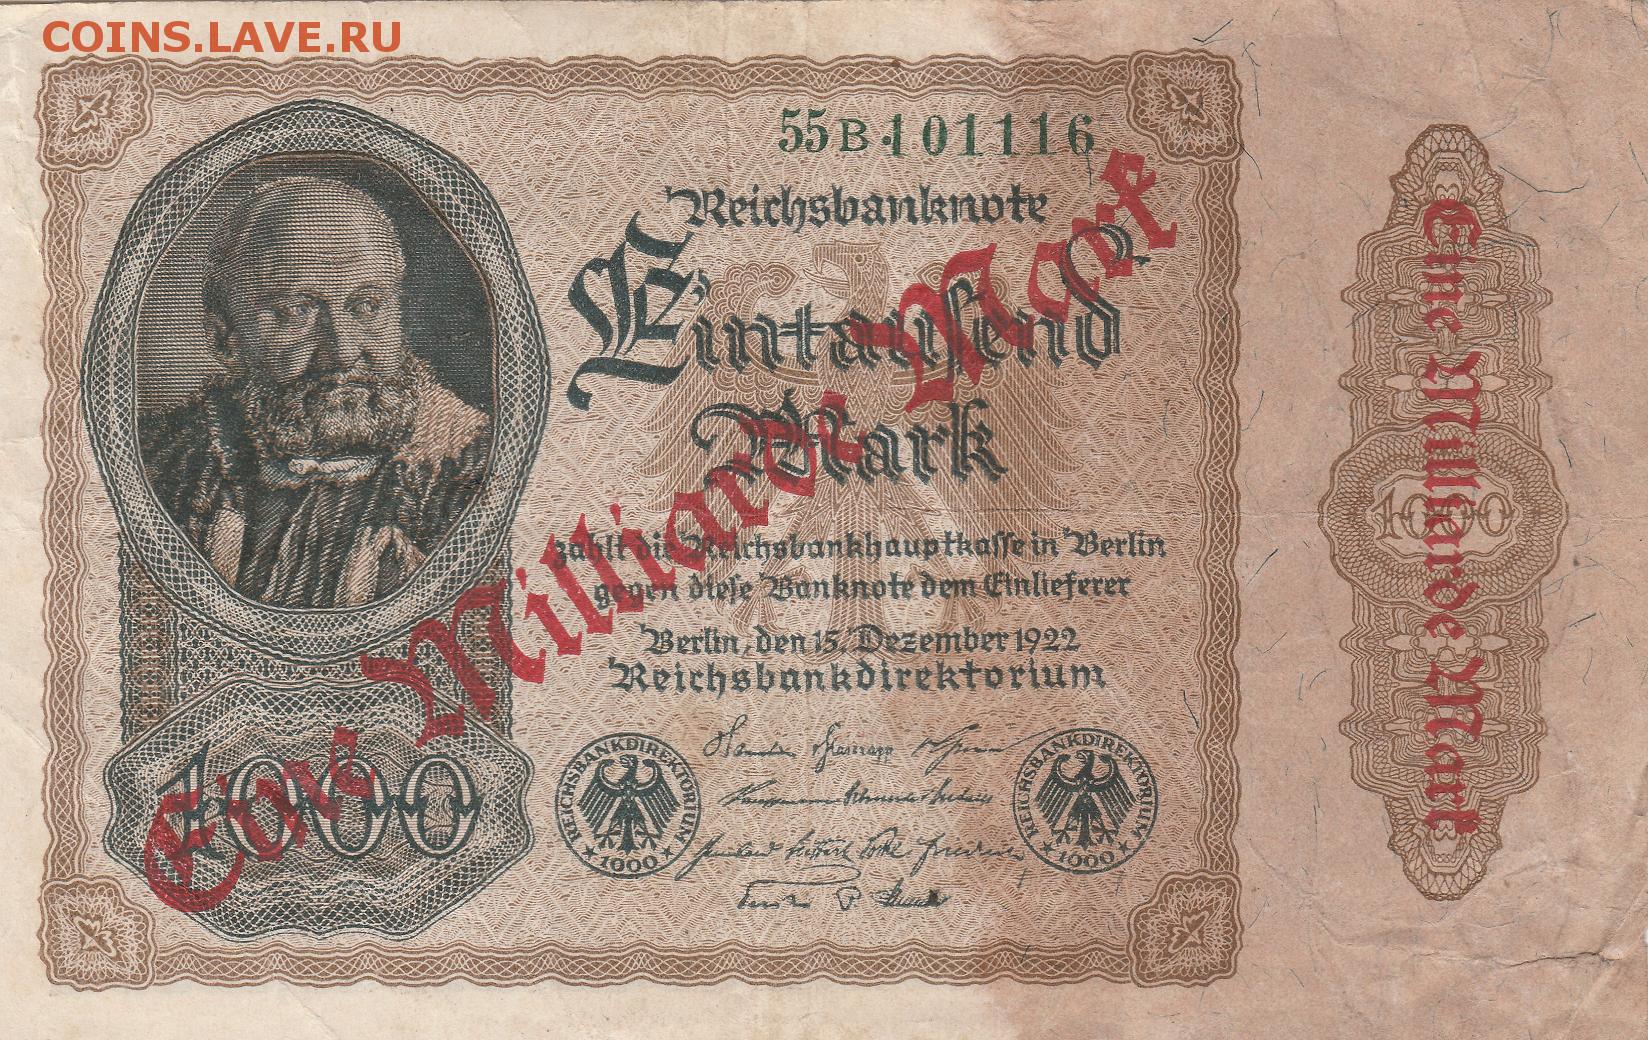 COINS.LAVE.RU
55B·101116
Reichsbanknote
Eintausend
Mark
zahlt die Reichsbankhauptkasse in Berlin
gegen diese Banknote dem Einlieferer
Berlin, den 15. Dezember 1922
Reichsbankdirektorium
Eine Milliarde Mark
1000
REICHSBANKDIREKTORIUM
★ 1000 ★
REICHSBANKDIREKTORIUM
★ 1000 ★
Eine Milliarde Mark
1000